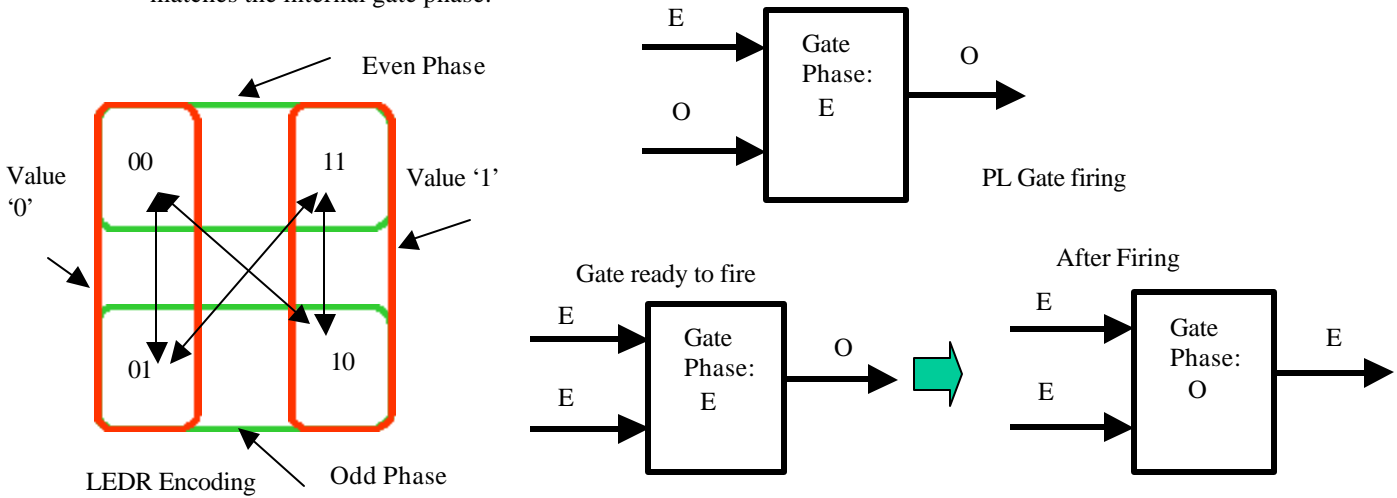 matches the internal gate phase.
Even Phase
Value
‘0’
00
11
Value ‘1’
01
10
LEDR Encoding
Odd Phase
E
O
Gate
Phase:
E
O
PL Gate firing
Gate ready to fire
E
E
Gate
Phase:
E
O
After Firing
E
E
Gate
Phase:
O
E